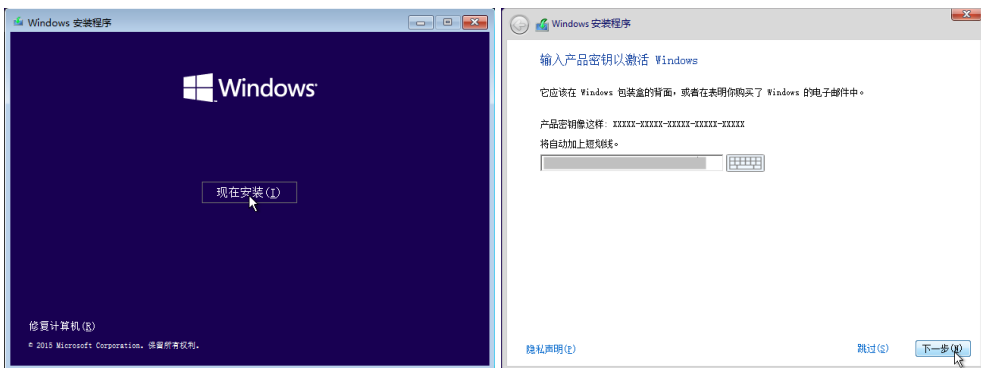 Windows 安装程序
Windows
现在安装(I)
修复计算机(R)
© 2015 Microsoft Corporation. 保留所有权利。
Windows 安装程序
输入产品密钥以激活 Windows
它应该在 Windows 包装盒的背面，或者在表明你购买了 Windows 的电子邮件中。
产品密钥像这样: XXXXX-XXXXX-XXXXX-XXXXX-XXXXX
将自动加上短划线。
隐私声明(P)
跳过(S)
下一步(N)